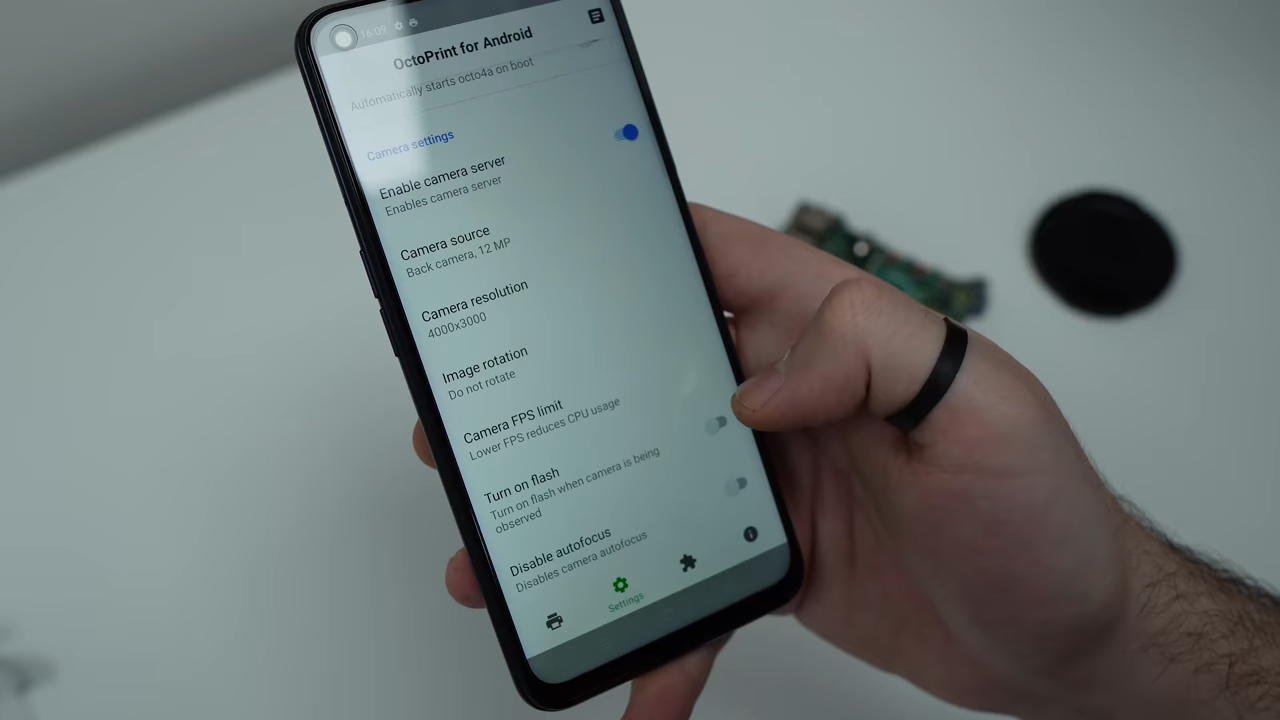 16:09
OctoPrint for Android
Automatically starts octo4a on boot
Camera settings
Enable camera server
Enables camera server
Camera source
Back camera, 12 MP
Camera resolution
4000x3000
Image rotation
Do not rotate
Camera FPS limit
Lower FPS reduces CPU usage
Turn on flash
Turn on flash when camera is being
observed
Disable autofocus
Disables camera autofocus
Settings